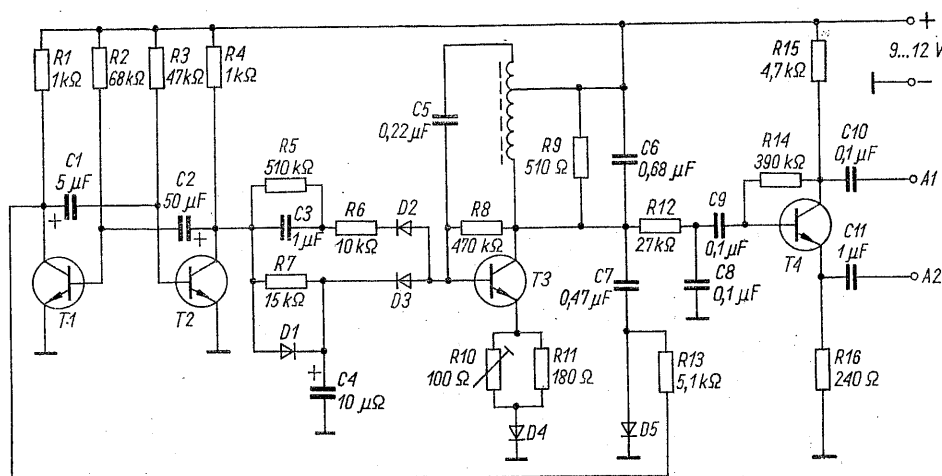 R1
1kΩ
R2
68kΩ
R3
47kΩ
R4
1kΩ
C1
5 µF
+
C2
50 µF
+
T1
T2
R5
510 kΩ
C3
1 µF
R6
10 kΩ
D2
R7
15 kΩ
D3
D1
+
C4
10 µΩ
C5
0,22 µF
R8
470 kΩ
T3
R9
510 Ω
C6
0,68 µF
R10
100 Ω
R11
180 Ω
D4
C7
0,47 µF
D5
R12
27kΩ
C9
0,1 µF
C8
0,1 µF
R13
5,1 kΩ
R14
390 kΩ
R15
4,7 kΩ
T4
C10
0,1 µF
C11
1 µF
R16
240 Ω
A1
A2
+
9...12 V
−